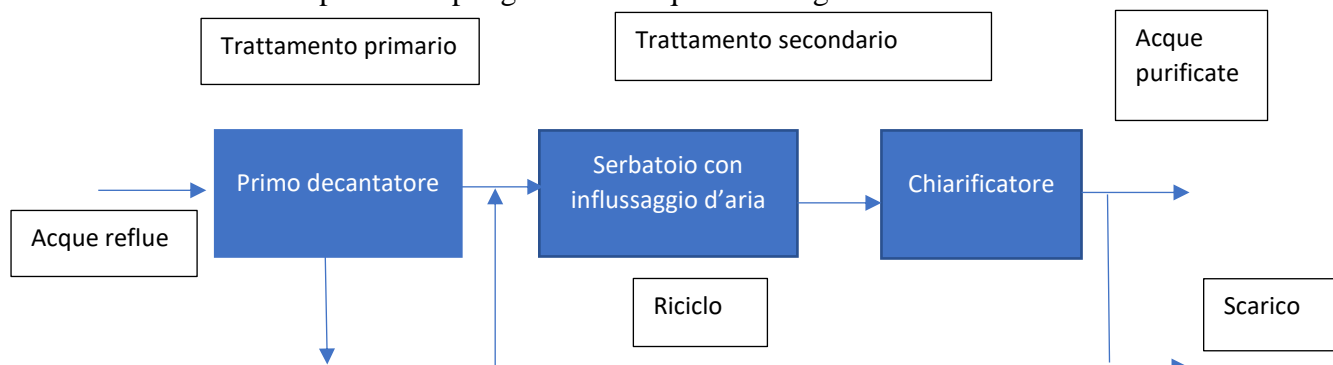 Trattamento primario
Trattamento secondario
Acque
purificate
Primo decantatore
Serbatoio con
influssaggio d'aria
Chiarificatore
Acque reflue
Riciclo
Scarico